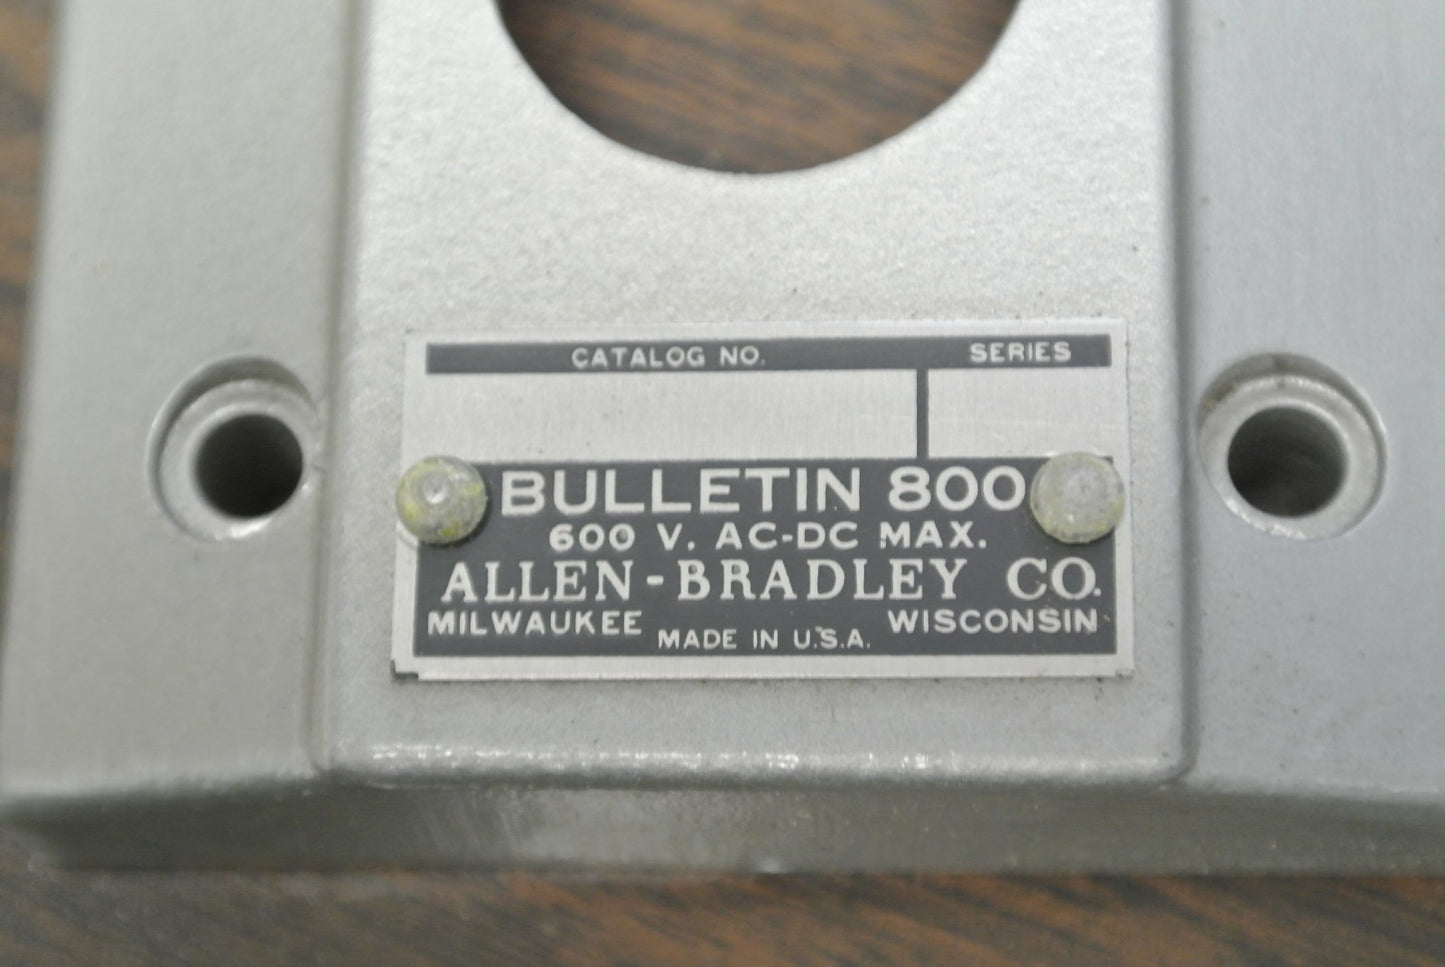 CATALOG NO. SERIES
BULLETIN 800
600 V. AC-DC MAX.
ALLEN-BRADLEY CO.
MILWAUKEE WISCONSIN
MADE IN U.S.A.